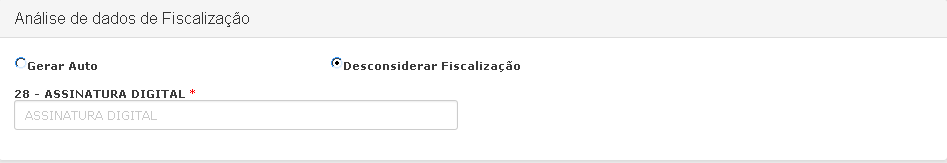 Análise de dados de Fiscalização
Gerar Auto Desconsiderar Fiscalização
28 - ASSINATURA DIGITAL *
ASSINATURA DIGITAL